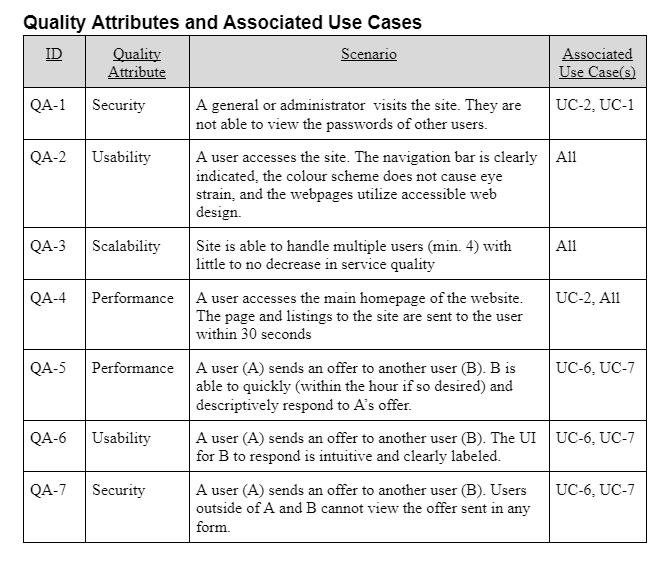 Quality Attributes and Associated Use Cases
ID Quality Attribute Scenario Associated Use Case(s)
QA-1 Security A general or administrator  visits the site. They are UC-2, UC-1
not able to view the passwords of other users.
QA-2 Usability A user accesses the site. The navigation bar is clearly All
indicated, the colour scheme does not cause eye
strain, and the webpages utilize accessible web
design.
QA-3 Scalability Site is able to handle multiple users (min. 4) with All
little to no decrease in service quality
QA-4 Performance A user accesses the main homepage of the website. UC-2, All
The page and listings to the site are sent to the user
within 30 seconds
QA-5 Performance A user (A) sends an offer to another user (B). B is UC-6, UC-7
able to quickly (within the hour if so desired) and
descriptively respond to A's offer.
QA-6 Usability A user (A) sends an offer to another user (B). The UI UC-6, UC-7
for B to respond is intuitive and clearly labeled.
QA-7 Security A user (A) sends an offer to another user (B). Users UC-6, UC-7
outside of A and B cannot view the offer sent in any
form.